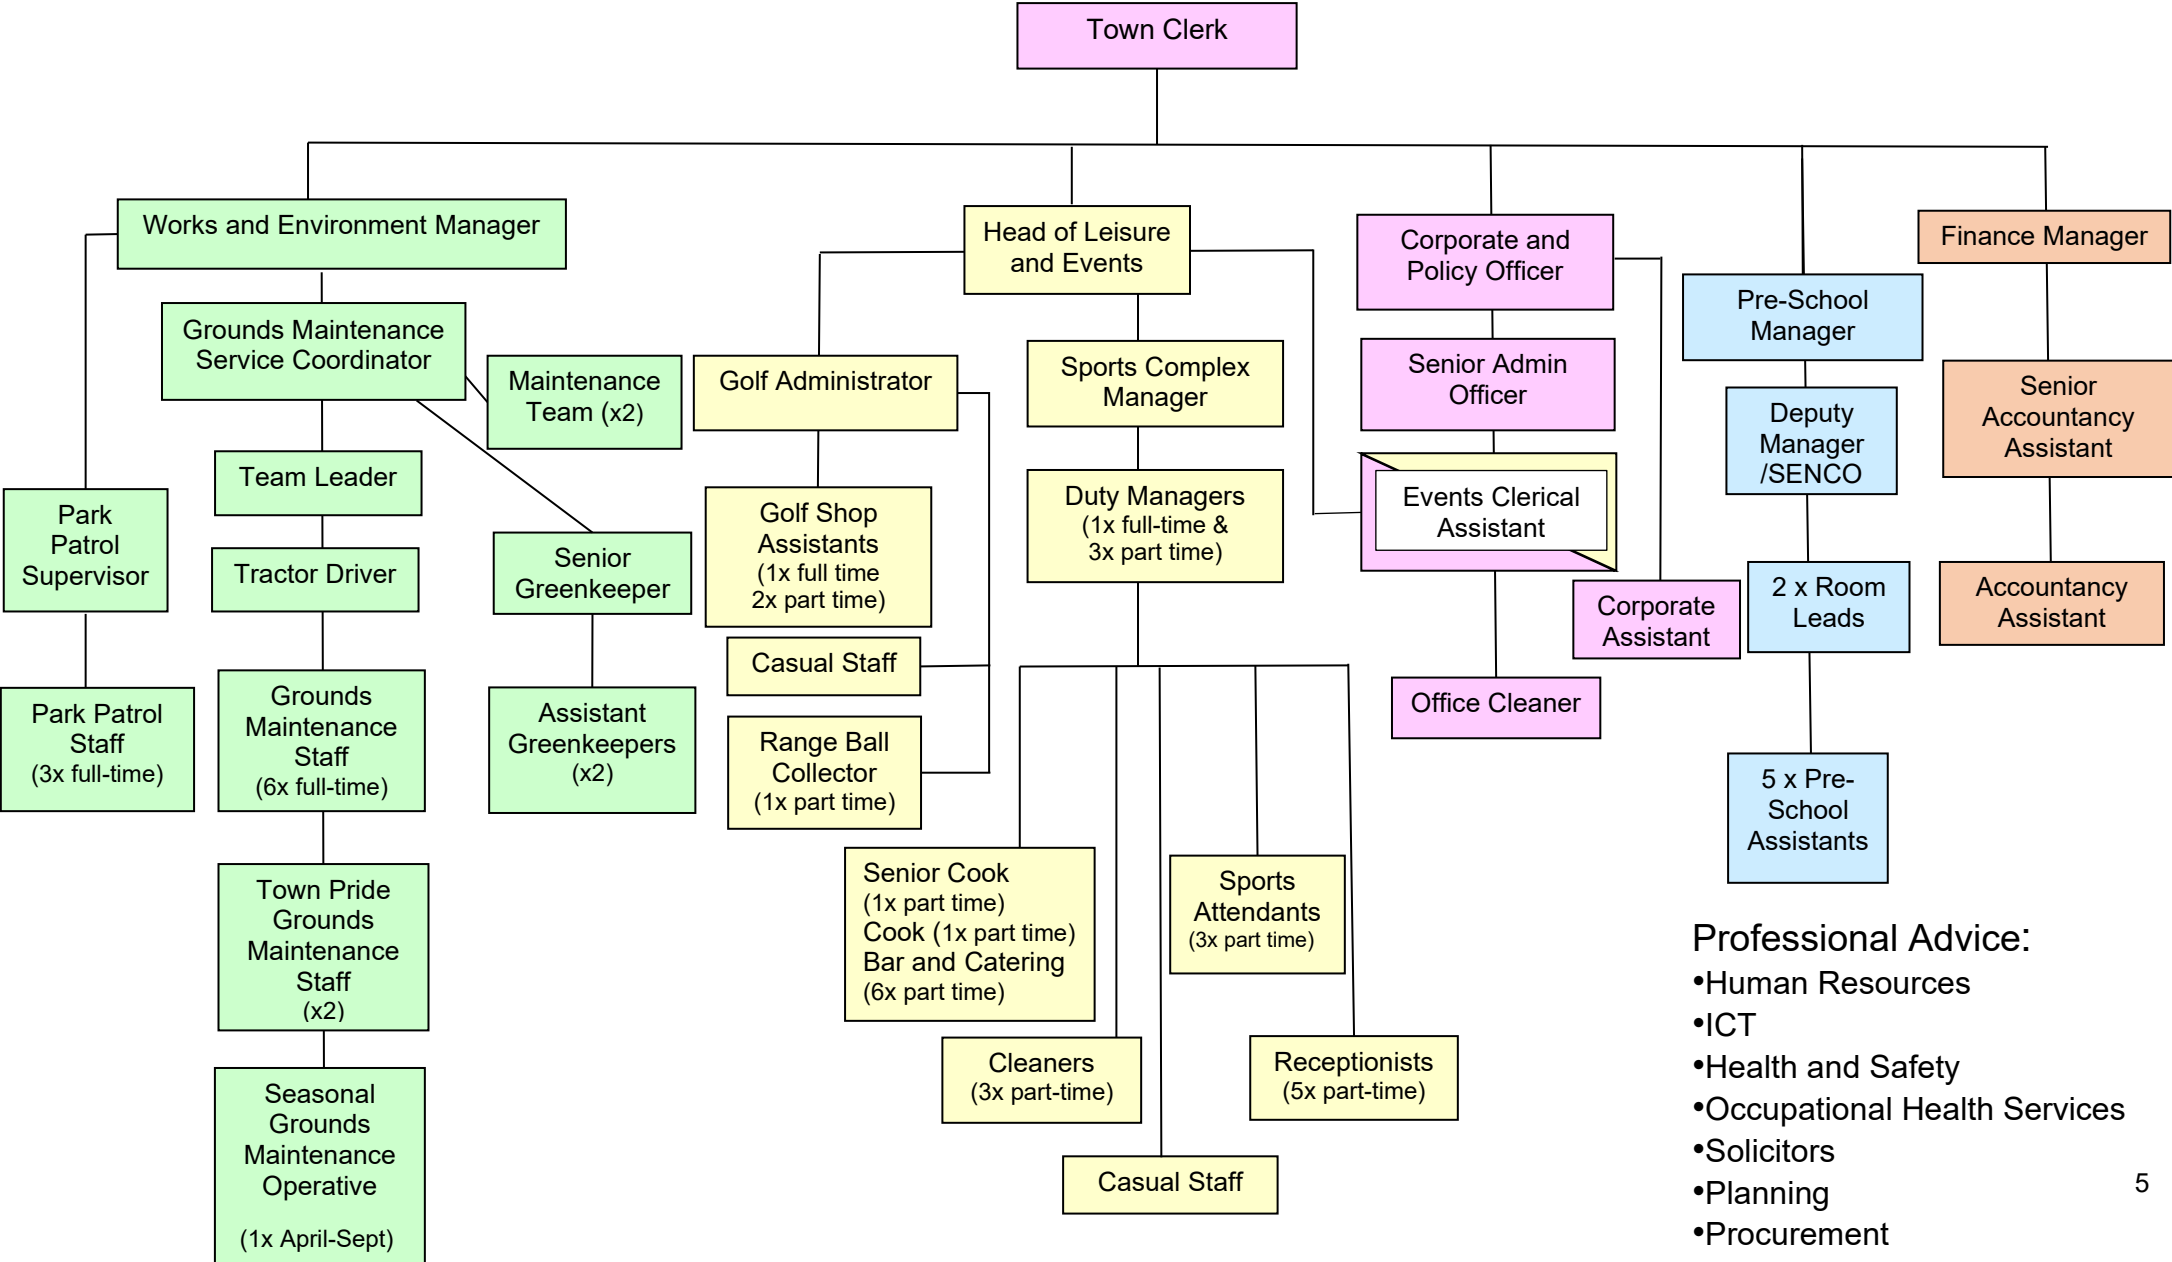 Town Clerk
Works and Environment Manager
Head of Leisure
and Events
Corporate and
Policy Officer
Pre-School
Manager
Finance Manager
Grounds Maintenance
Service Coordinator
Maintenance
Team (x2)
Golf Administrator
Sports Complex
Manager
Senior Admin
Officer
Deputy
Manager
/SENCO
Senior
Accountancy
Assistant
Team Leader
Park
Patrol
Supervisor
Tractor Driver
Senior
Greenkeeper
Golf Shop
Assistants
(1x full time
2x part time)
Duty Managers
(1x full-time &
3x part time)
Events Clerical
Assistant
Corporate
Assistant
2 x Room
Leads
Accountancy
Assistant
Casual Staff
Office Cleaner
Park Patrol
Staff
(3x full-time)
Grounds
Maintenance
Staff
(6x full-time)
Assistant
Greenkeepers
(x2)
Range Ball
Collector
(1x part time)
5 x Pre-
School
Assistants
Town Pride
Grounds
Maintenance
Staff
(x2)
Senior Cook
(1x part time)
Cook (1x part time)
Bar and Catering
(6x part time)
Sports
Attendants
(3x part time)
Cleaners
(3x part-time)
Receptionists
(5x part-time)
Casual Staff
Seasonal
Grounds
Maintenance
Operative
(1x April-Sept)
Professional Advice:
•Human Resources
•ICT
•Health and Safety
•Occupational Health Services
•Solicitors
•Planning
•Procurement
5